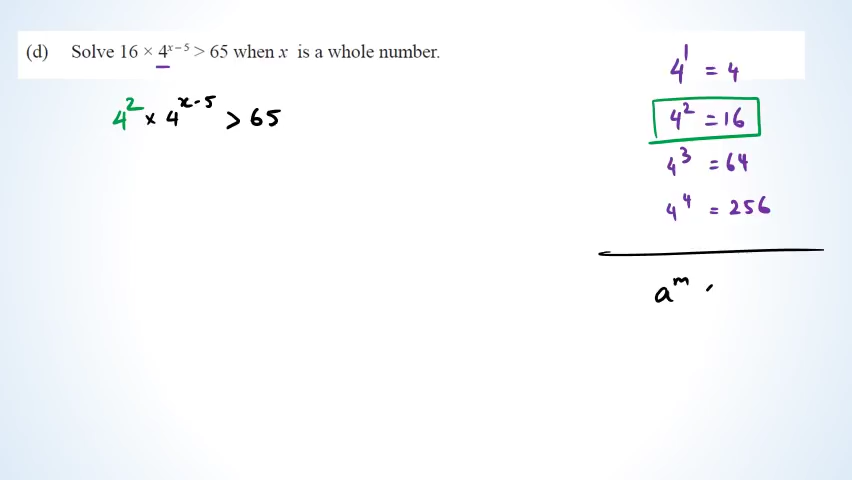 (d) Solve 16 × 4^{x−5} > 65 when x is a whole number.
4^2 × 4^{x-5} > 65
4^1 = 4
4^2 = 16
4^3 = 64
4^4 = 256
a^m